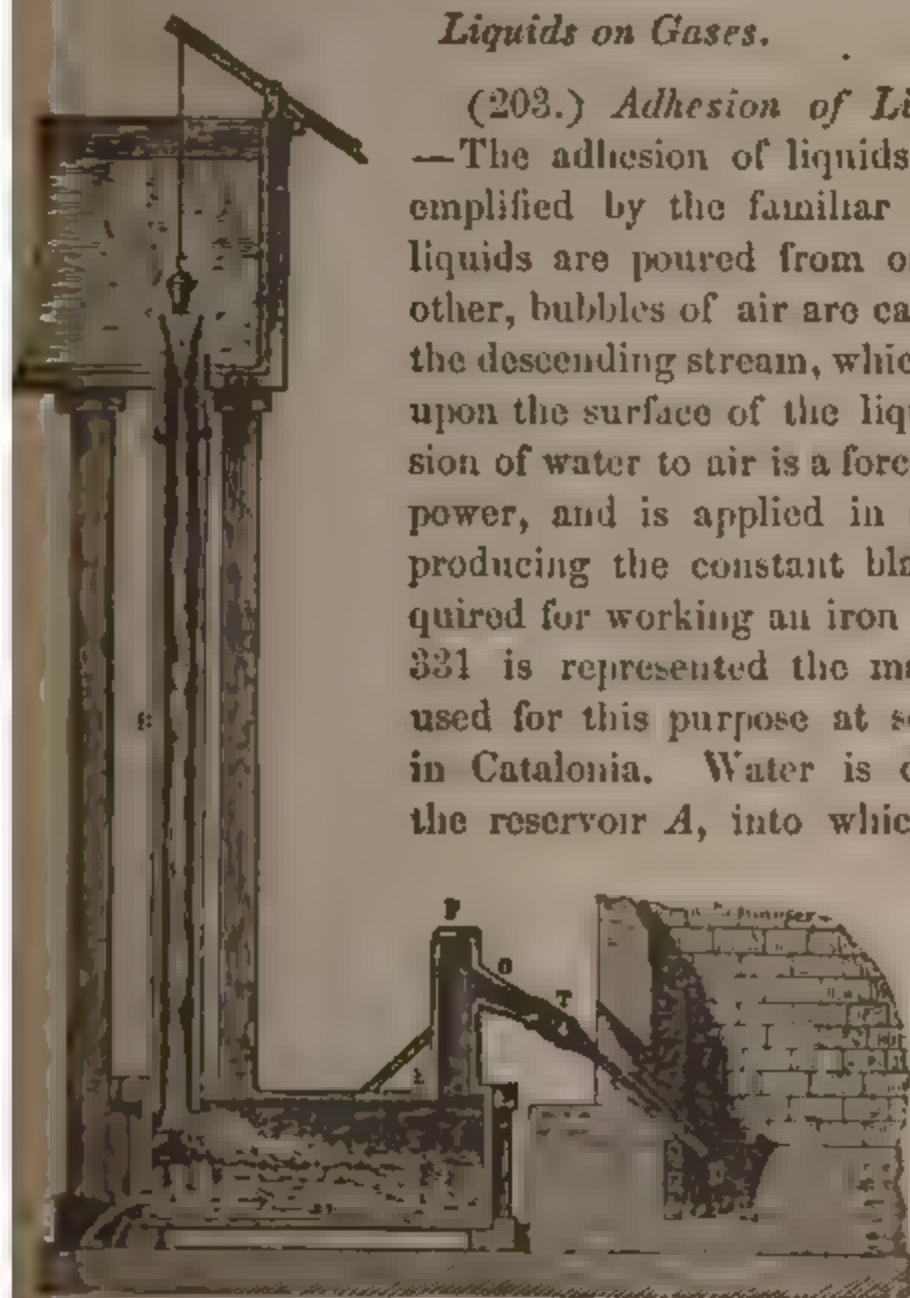 Liquids on Gases.
(203.) Adhesion of Li
—The adhesion of liquids
emplified by the familiar
liquids are poured from o
other, bubbles of air are ca
the descending stream, whic
upon the surface of the liq
sion of water to air is a forc
power, and is applied in
producing the constant bla
quired for working an iron
331 is represented the ma
used for this purpose at s
in Catalonia. Water is c
the reservoir A, into whic
P
O
T